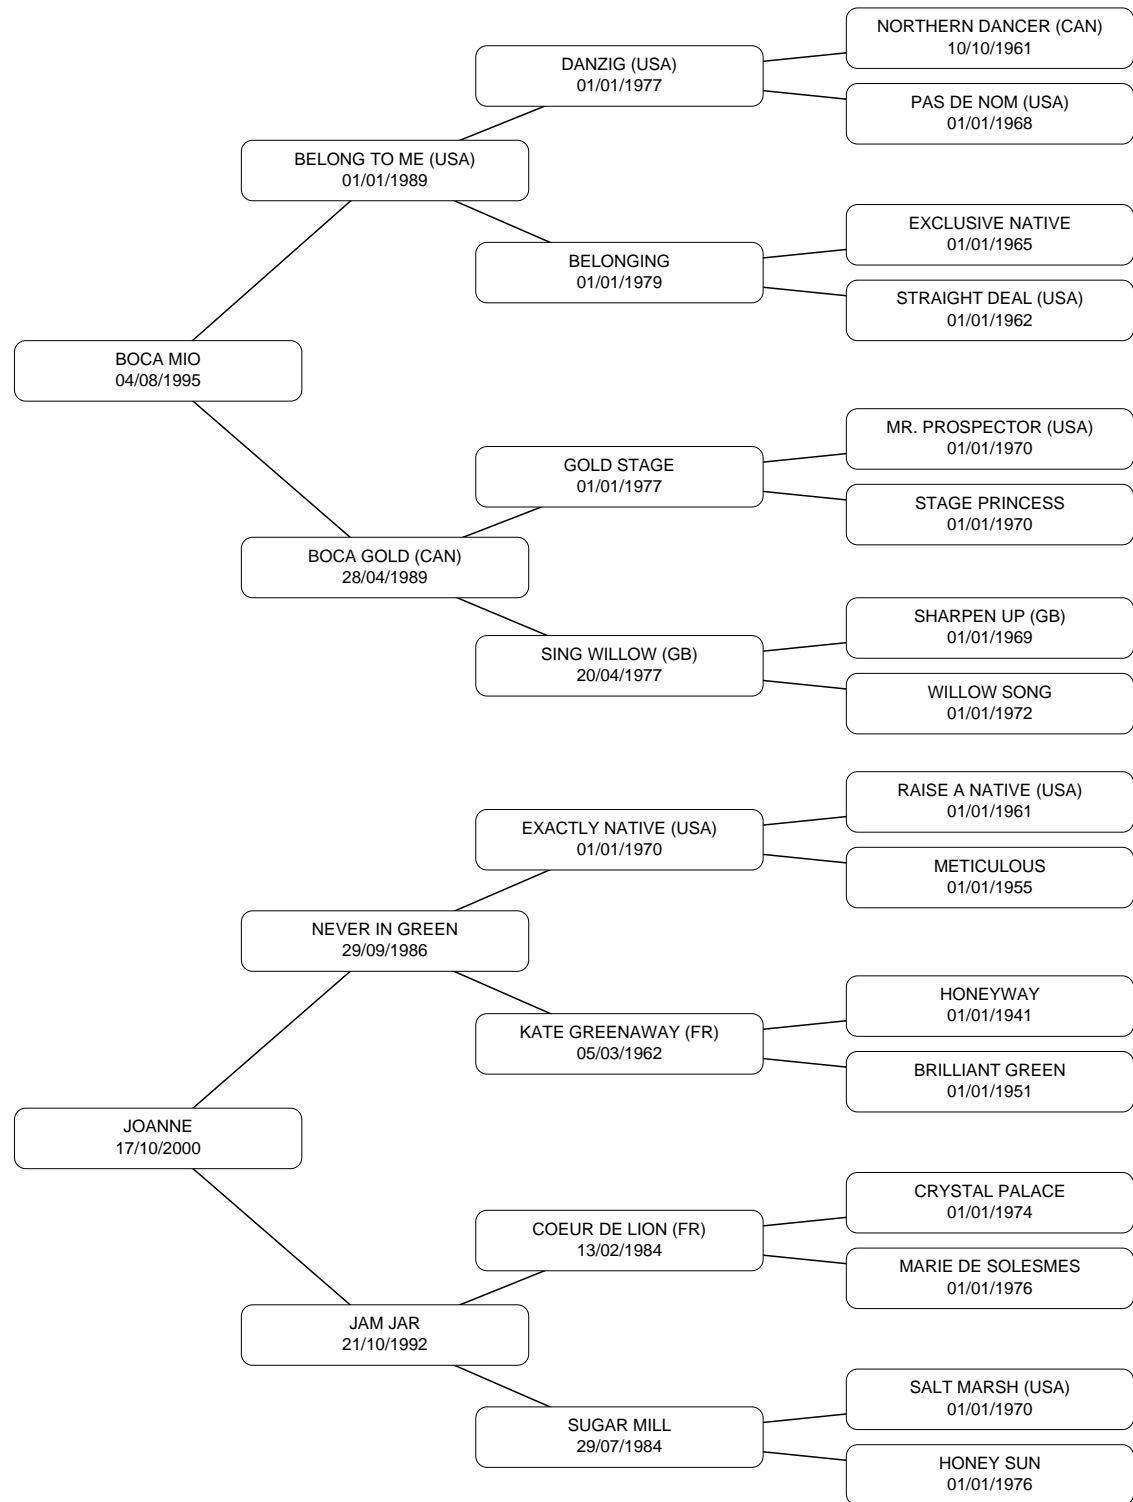 NORTHERN DANCER (CAN)
10/10/1961
DANZIG (USA)
01/01/1977
PAS DE NOM (USA)
01/01/1968
BELONG TO ME (USA)
01/01/1989
EXCLUSIVE NATIVE
01/01/1965
BELONGING
01/01/1979
STRAIGHT DEAL (USA)
01/01/1962
BOCA MIO
04/08/1995
MR. PROSPECTOR (USA)
01/01/1970
GOLD STAGE
01/01/1977
STAGE PRINCESS
01/01/1970
BOCA GOLD (CAN)
28/04/1989
SHARPEN UP (GB)
01/01/1969
SING WILLOW (GB)
20/04/1977
WILLOW SONG
01/01/1972
RAISE A NATIVE (USA)
01/01/1961
EXACTLY NATIVE (USA)
01/01/1970
METICULOUS
01/01/1955
NEVER IN GREEN
29/09/1986
HONEYWAY
01/01/1941
KATE GREENAWAY (FR)
05/03/1962
BRILLIANT GREEN
01/01/1951
JOANNE
17/10/2000
CRYSTAL PALACE
01/01/1974
COEUR DE LION (FR)
13/02/1984
MARIE DE SOLESMES
01/01/1976
JAM JAR
21/10/1992
SALT MARSH (USA)
01/01/1970
SUGAR MILL
29/07/1984
HONEY SUN
01/01/1976